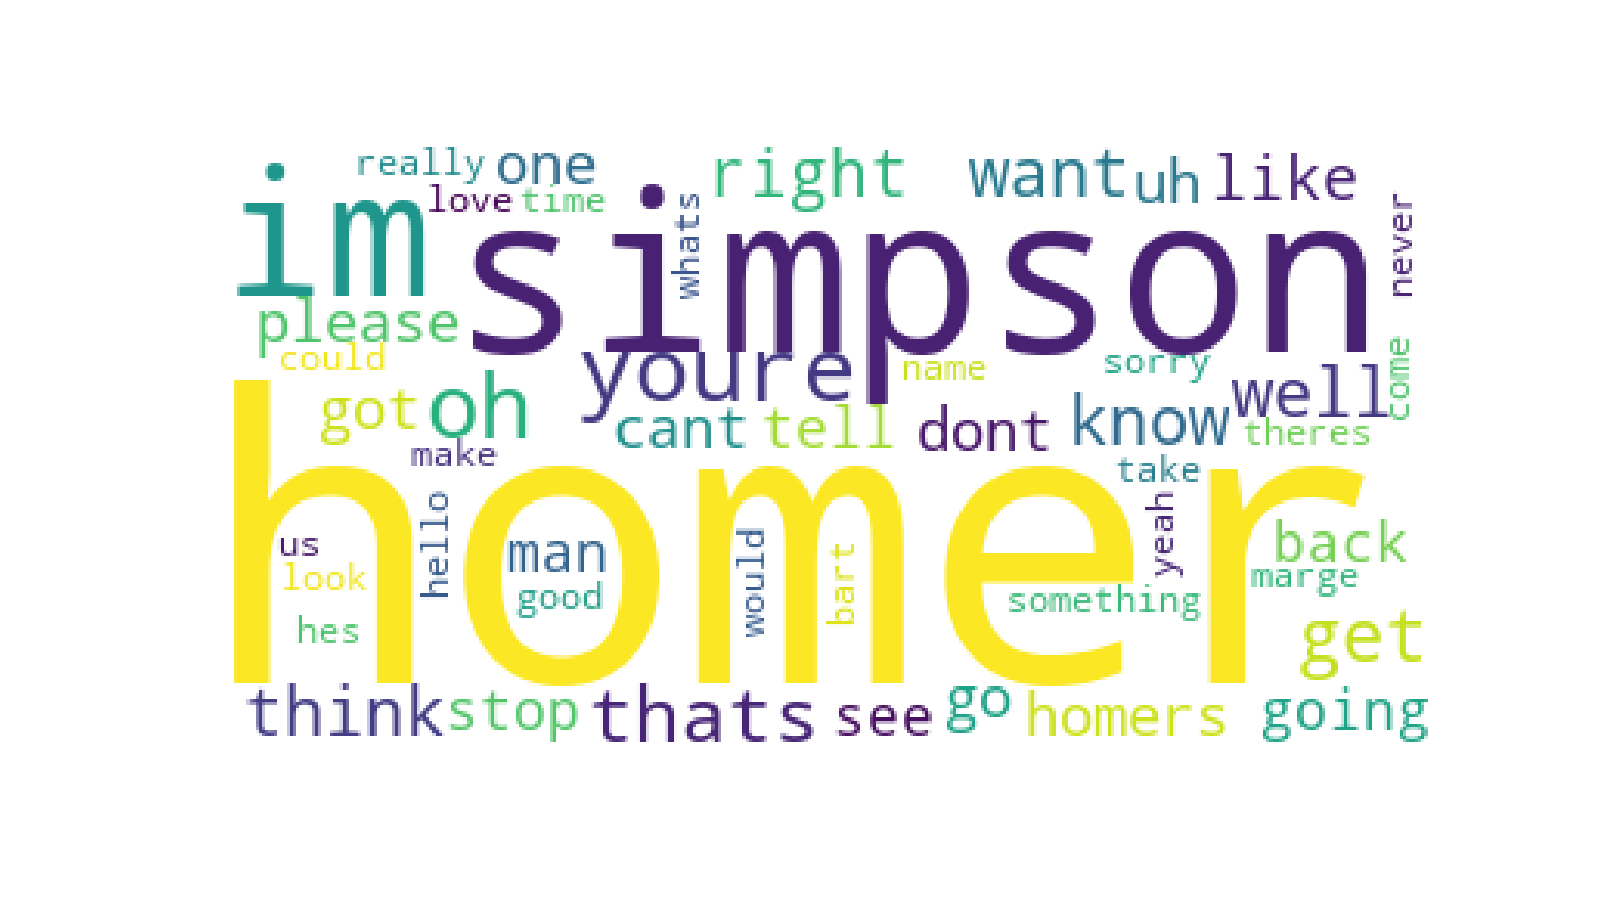 really
one
right
want
uh
like
love
time
im
simpson
whats
never
please
could
youre
name
sorry
come
well
got
oh
cant
tell
dont
know
theres
make
take
homer
hello
yeah
us
look
hes
man
good
would
bart
something
back
marge
get
think
stop
thats
see
go
homers
going